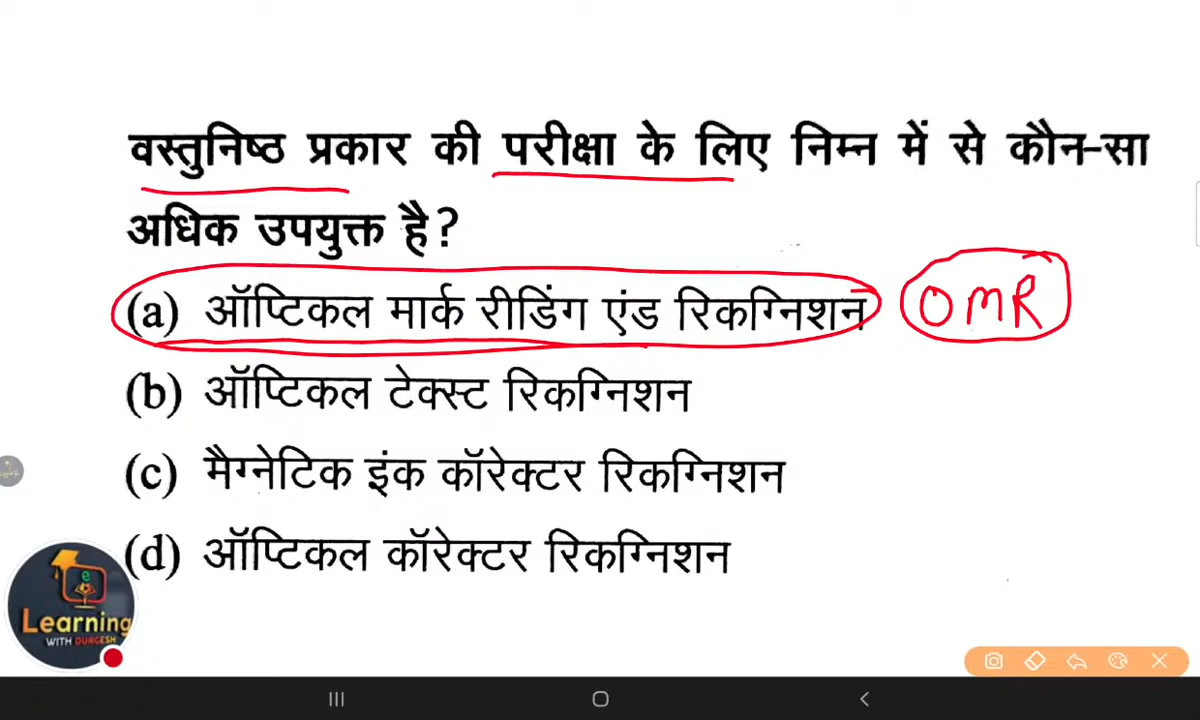 वस्तुनिष्ठ प्रकार की परीक्षा के लिए निम्न में से कौन-सा
अधिक उपयुक्त है?
(a) ऑप्टिकल मार्क रीडिंग एंड रिकग्निशन OMR
(b) ऑप्टिकल टेक्स्ट रिकग्निशन
(c) मैग्नेटिक इंक कॉरेक्टर रिकग्निशन
(d) ऑप्टिकल कॉरेक्टर रिकग्निशन
e
Learning
WITH DURGESH